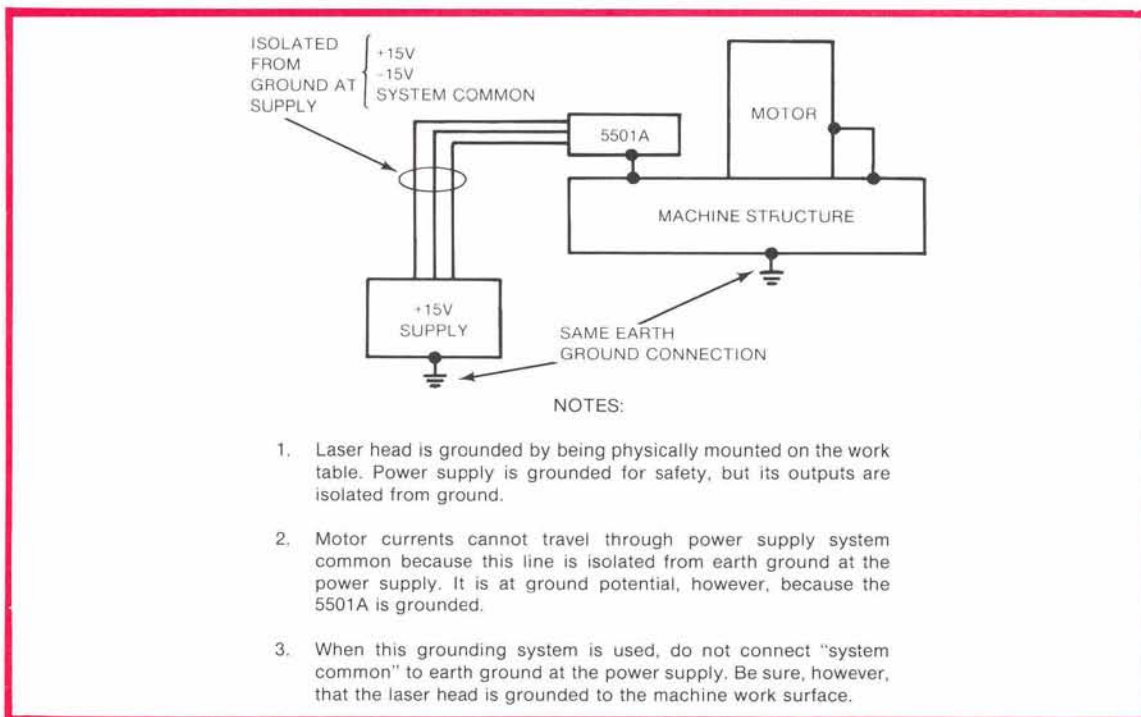 ISOLATED
FROM
GROUND AT
SUPPLY
+15V
-15V
SYSTEM COMMON
5501A
MOTOR
MACHINE STRUCTURE
+15V
SUPPLY
SAME EARTH
GROUND CONNECTION
NOTES:
1. Laser head is grounded by being physically mounted on the work
table. Power supply is grounded for safety, but its outputs are
isolated from ground.
2. Motor currents cannot travel through power supply system
common because this line is isolated from earth ground at the
power supply. It is at ground potential, however, because the
5501A is grounded.
3. When this grounding system is used, do not connect "system
common" to earth ground at the power supply. Be sure, however,
that the laser head is grounded to the machine work surface.